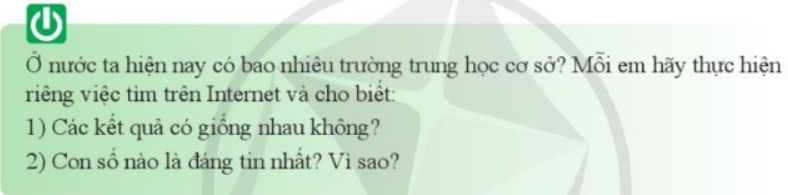 Ở nước ta hiện nay có bao nhiêu trường trung học cơ sở? Mỗi em hãy thực hiện
riêng việc tìm trên Internet và cho biết:
1) Các kết quả có giống nhau không?
2) Con số nào là đáng tin nhất? Vì sao?